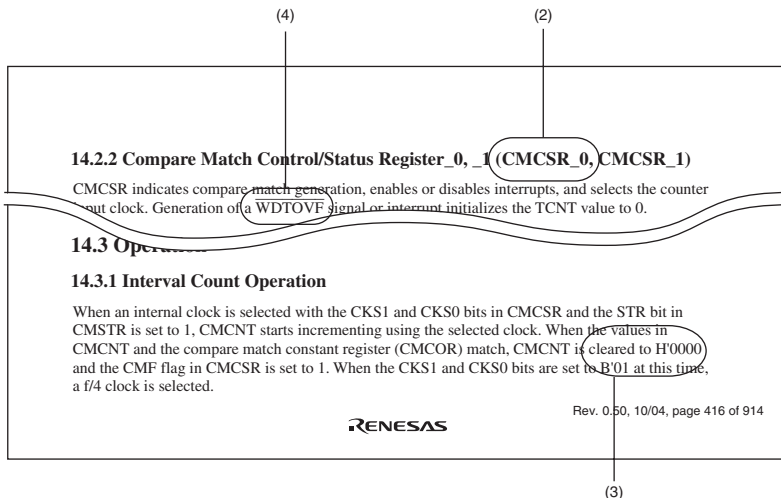 (4) (2)
14.2.2 Compare Match Control/Status Register_0, _1 (CMCSR_0, CMCSR_1)
CMCSR indicates compare match generation, enables or disables interrupts, and selects the counter
input clock. Generation of a WDTOVF signal or interrupt initializes the TCNT value to 0.
14.3 Operation
14.3.1 Interval Count Operation
When an internal clock is selected with the CKS1 and CKS0 bits in CMCSR and the STR bit in
CMSTR is set to 1, CMCNT starts incrementing using the selected clock. When the values in
CMCNT and the compare match constant register (CMCOR) match, CMCNT is cleared to H'0000
and the CMF flag in CMCSR is set to 1. When the CKS1 and CKS0 bits are set to B'01 at this time,
a f/4 clock is selected.
Rev. 0.50, 10/04, page 416 of 914
RENESAS
(3)